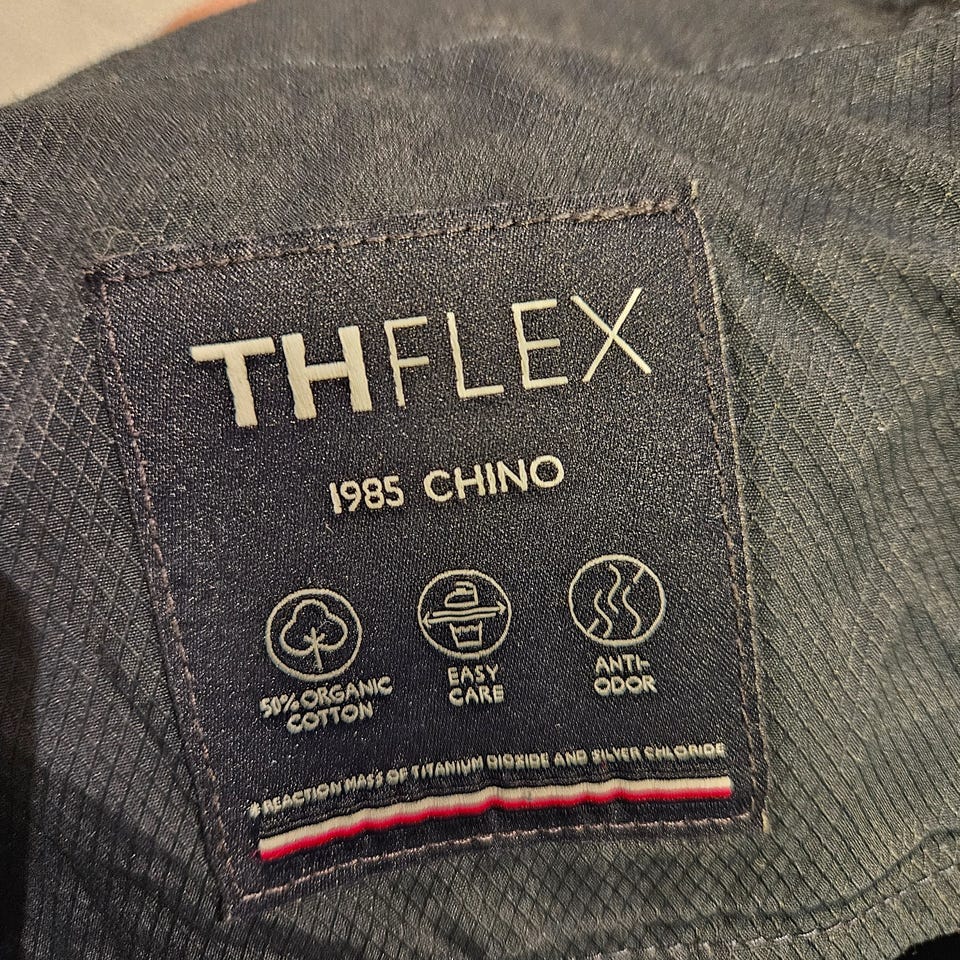 THFLEX
1985 CHINO
50% ORGANIC
COTTON
EASY
CARE
ANTI-
ODOR
* REACTION MASS OF TITANIUM DIOXIDE AND SILVER CHLORIDE